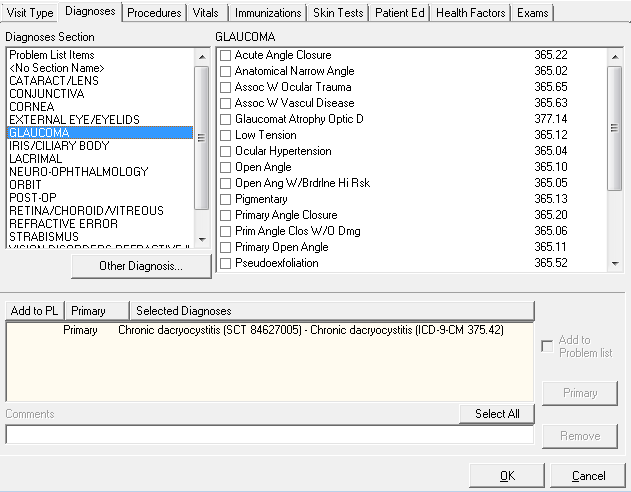 Visit Type Diagnoses Procedures Vitals Immunizations Skin Tests Patient Ed Health Factors Exams
Diagnoses Section
Problem List Items
<No Section Name>
CATARACT/LENS
CONJUNCTIVA
CORNEA
EXTERNAL EYE/EYELIDS
GLAUCOMA
IRIS/CILIARY BODY
LACRIMAL
NEURO-OPHTHALMOLOGY
ORBIT
POST-OP
RETINA/CHOROID/VITREOUS
REFRACTIVE ERROR
STRABISMUS
VISION DISORDERS REFRACTIVE
Other Diagnosis...
GLAUCOMA
Acute Angle Closure 365.22
Anatomical Narrow Angle 365.02
Assoc W Ocular Trauma 365.65
Assoc W Vascul Disease 365.63
Glaucomat Atrophy Optic D 377.14
Low Tension 365.12
Ocular Hypertension 365.04
Open Angle 365.10
Open Ang W/Brdrlne Hi Rsk 365.05
Pigmentary 365.13
Primary Angle Closure 365.20
Prim Angle Clos W/O Dmg 365.06
Primary Open Angle 365.11
Pseudoexfoliation 365.52
Add to PL Primary Selected Diagnoses
Primary Chronic dacryocystitis (SCT 84627005) - Chronic dacryocystitis (ICD-9-CM 375.42)
Add to
Problem list
Primary
Comments
Select All
Remove
OK Cancel